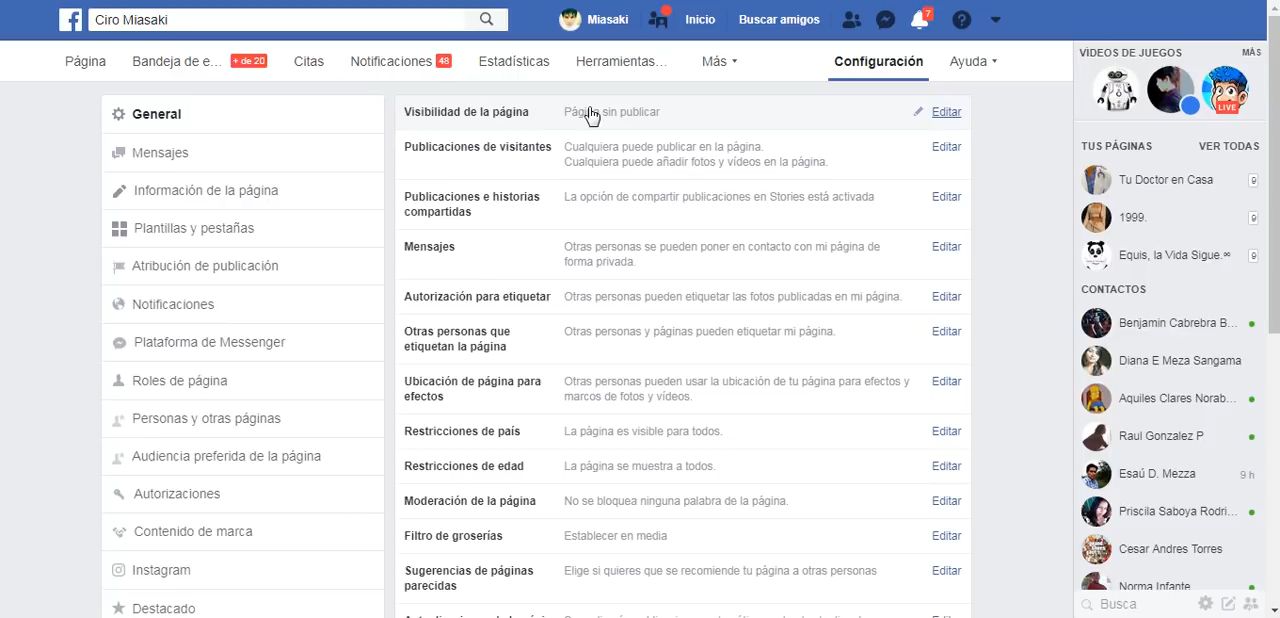 Ciro Miasaki
Miasaki
Inicio
Buscar amigos
7
Página
Bandeja de e...
+ de 20
Citas
Notificaciones
48
Estadísticas
Herramientas...
Más
Configuración
Ayuda
General
Mensajes
Información de la página
Plantillas y pestañas
Atribución de publicación
Notificaciones
Plataforma de Messenger
Roles de página
Personas y otras páginas
Audiencia preferida de la página
Autorizaciones
Contenido de marca
Instagram
Destacado
Visibilidad de la página
Página sin publicar
Editar
Publicaciones de visitantes
Cualquiera puede publicar en la página.
Cualquiera puede añadir fotos y vídeos en la página.
Editar
Publicaciones e historias
compartidas
La opción de compartir publicaciones en Stories está activada
Editar
Mensajes
Otras personas se pueden poner en contacto con mi página de
forma privada.
Editar
Autorización para etiquetar
Otras personas pueden etiquetar las fotos publicadas en mi página.
Editar
Otras personas que
etiquetan la página
Otras personas y páginas pueden etiquetar mi página.
Editar
Ubicación de página para
efectos
Otras personas pueden usar la ubicación de tu página para efectos y
marcos de fotos y vídeos.
Editar
Restricciones de país
La página es visible para todos.
Editar
Restricciones de edad
La página se muestra a todos.
Editar
Moderación de la página
No se bloquea ninguna palabra de la página.
Editar
Filtro de groserías
Establecer en media
Editar
Sugerencias de páginas
parecidas
Elige si quieres que se recomiende tu página a otras personas
Editar
VÍDEOS DE JUEGOS
MÁS
LIVE
TUS PÁGINAS
VER TODAS
Tu Doctor en Casa
9
1999.
9
Equis, la Vida Sigue.∞
9
CONTACTOS
Benjamin Cabrebra B...
Diana E Meza Sangama
Aquiles Clares Norab...
Raul Gonzalez P
Esaú D. Mezza
9 h
Priscila Saboya Rodri...
Cesar Andres Torres
Norma Infante
Busca